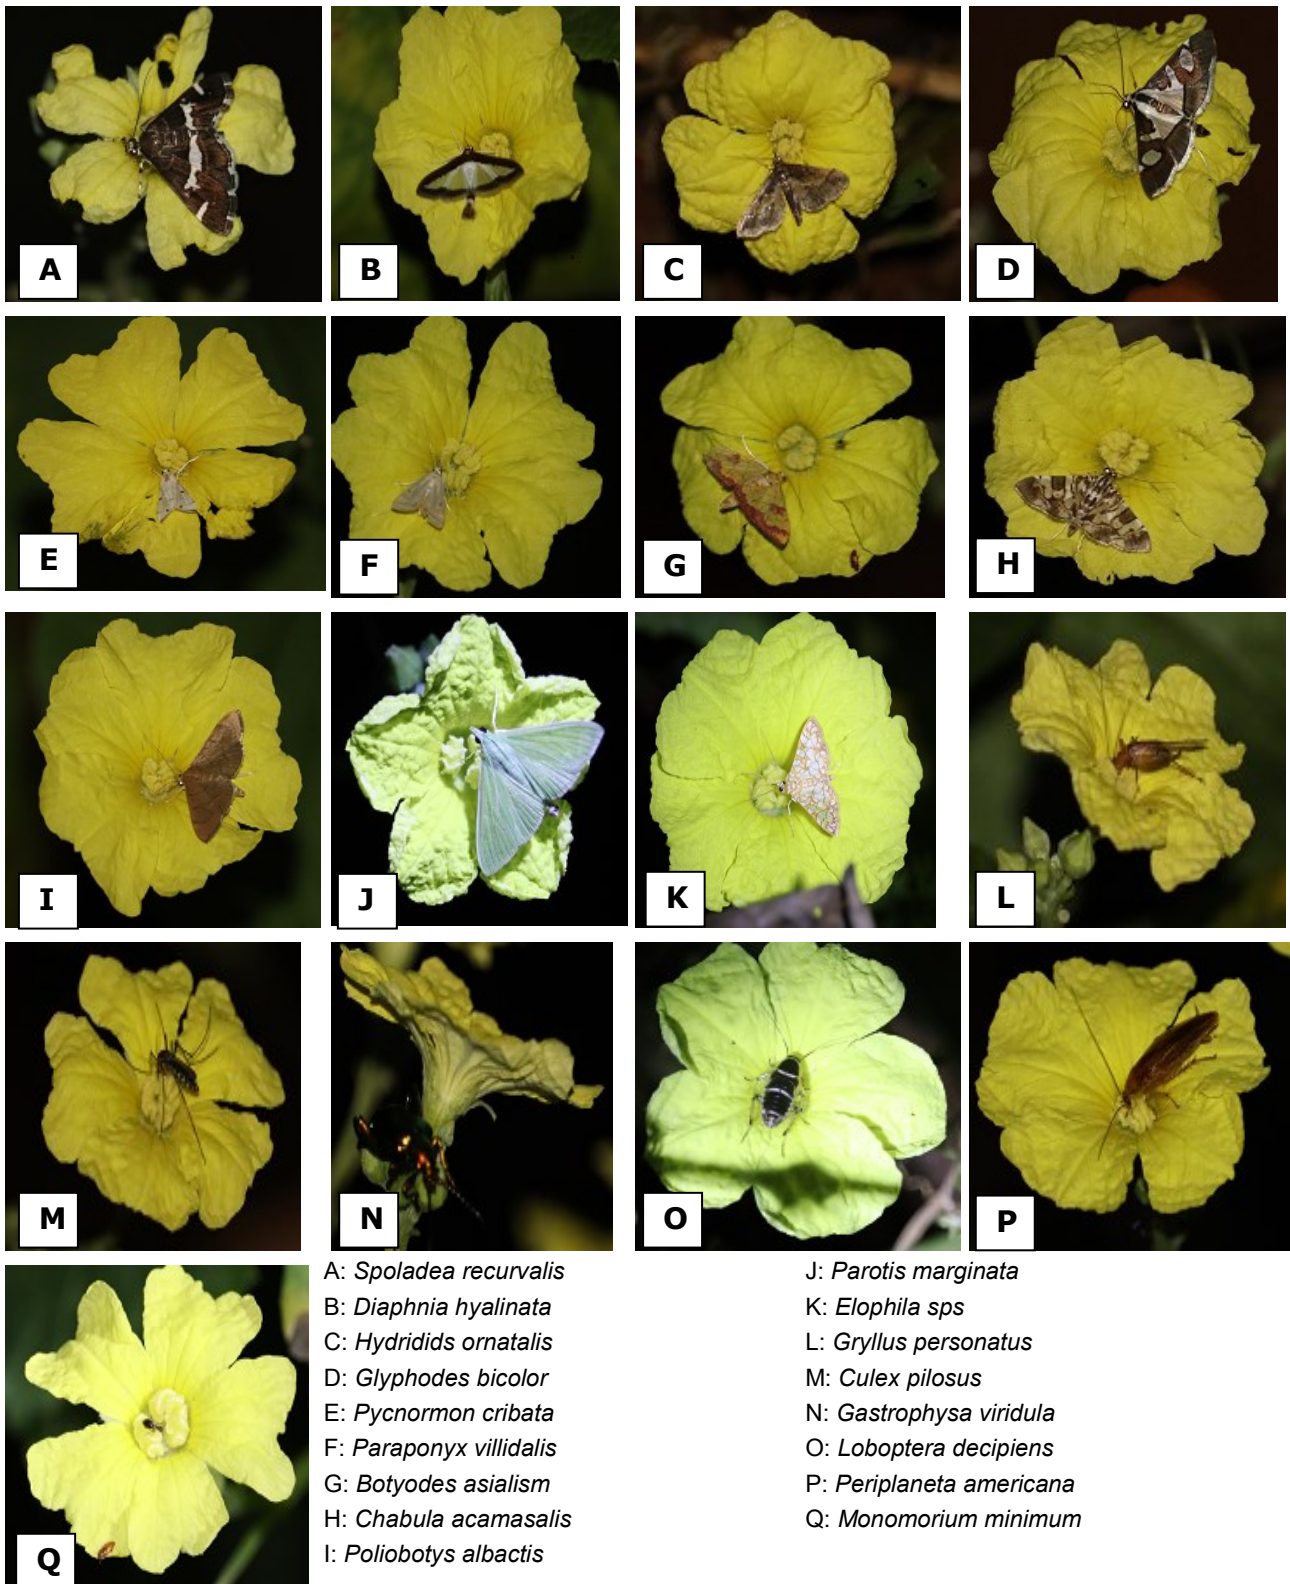 A
B
C
D
E
F
G
H
I
J
K
L
M
N
O
P
Q
A: Spoladea recurvalis
B: Diaphnia hyalinata
C: Hydridids ornatalis
D: Glyphodes bicolor
E: Pycnormon cribata
F: Paraponyx villidalis
G: Botyodes asialism
H: Chabula acamasalis
I: Poliobotys albactis
J: Parotis marginata
K: Elophila sps
L: Gryllus personatus
M: Culex pilosus
N: Gastrophysa viridula
O: Loboptera decipiens
P: Periplaneta americana
Q: Monomorium minimum